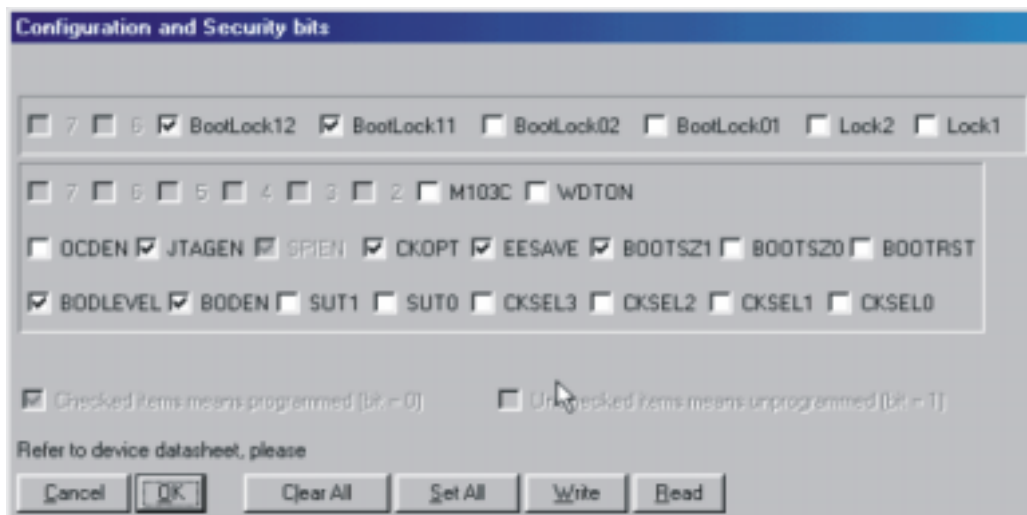 Configuration and Security bits
7 6 BootLock12 BootLock11 BootLock02 BootLock01 Lock2 Lock1
7 6 5 4 3 2 M103C WDTON
OCDEN JTAGEN SPIEN CKOPT EESAVE BOOTSZ1 BOOTSZ0 BOOTRST
BODLEVEL BODEN SUT1 SUT0 CKSEL3 CKSEL2 CKSEL1 CKSEL0
Checked items means programmed (bit = 0) items means unprogrammed (bit = 1)
Refer to device datasheet, please
Cancel OK Clear All Set All Write Read